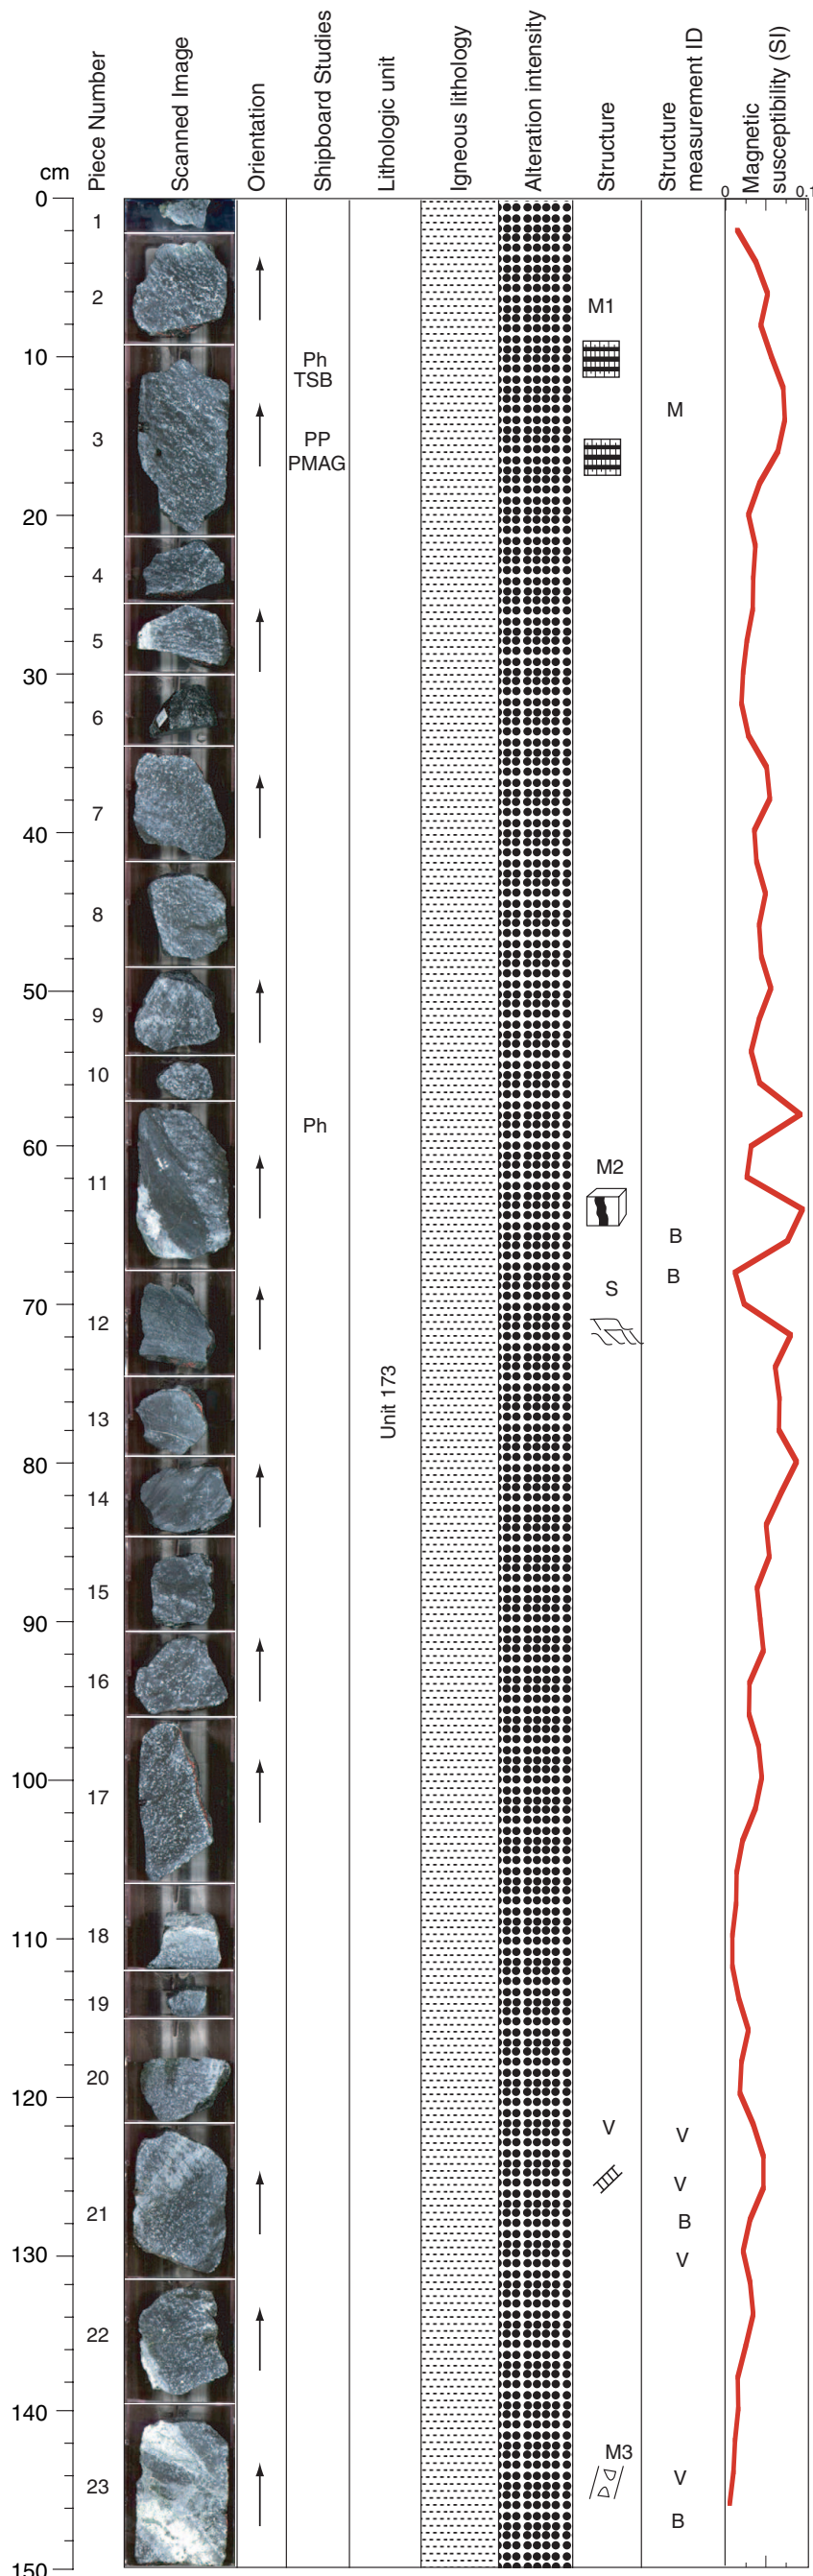 cm
Piece Number
Scanned Image
Orientation
Shipboard Studies
Lithologic unit
Igneous lithology
Alteration intensity
Structure
Structure
measurement ID
Magnetic
susceptibility (SI)
0 0.1
0
1
2
M1
10
Ph
TSB
M
3
PP
PMAG
20
4
5
30
6
7
40
8
50
9
10
Ph
60
M2
11
B
B
S
70
12
Unit 173
13
80
14
15
90
16
100
17
110
18
19
20
120
V
V
V
21
B
V
130
22
140
M3
V
23
B
150